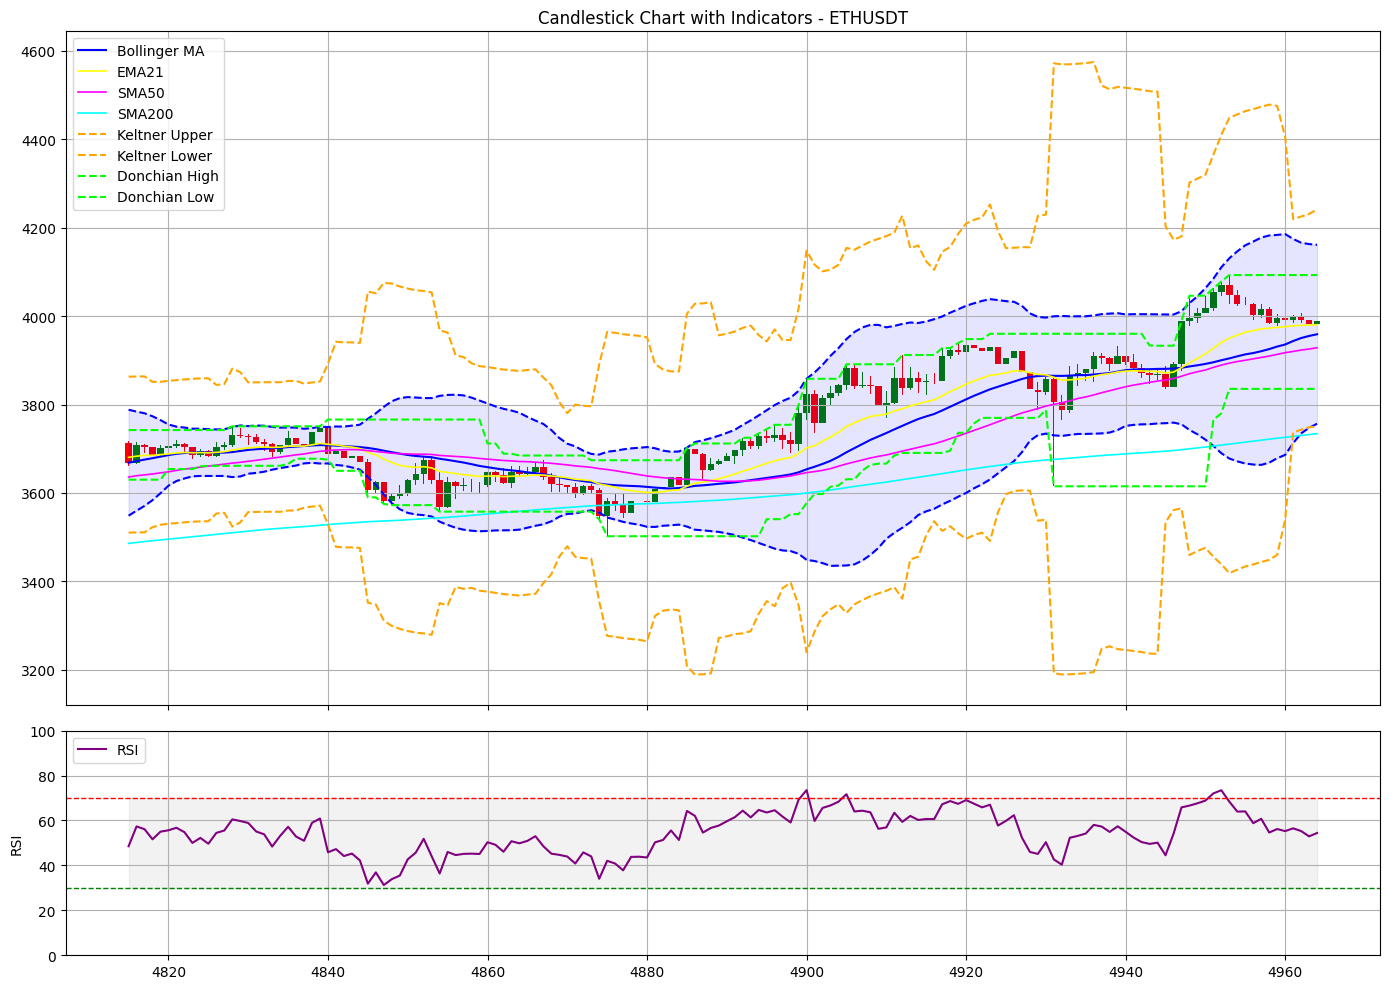 Candlestick Chart with Indicators - ETHUSDT
4600
4400
4200
4000
3800
3600
3400
3200
Bollinger MA
EMA21
SMA50
SMA200
Keltner Upper
Keltner Lower
Donchian High
Donchian Low
100
80
60
40
20
0
RSI
RSI
4820
4840
4860
4880
4900
4920
4940
4960